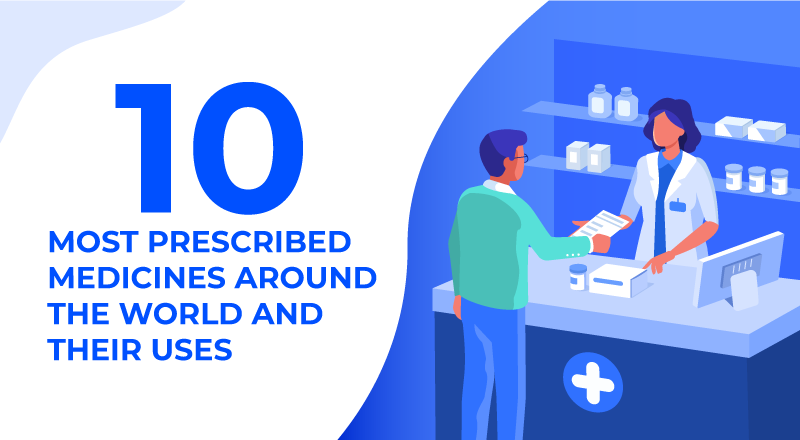 10
MOST PRESCRIBED
MEDICINES AROUND
THE WORLD AND
THEIR USES